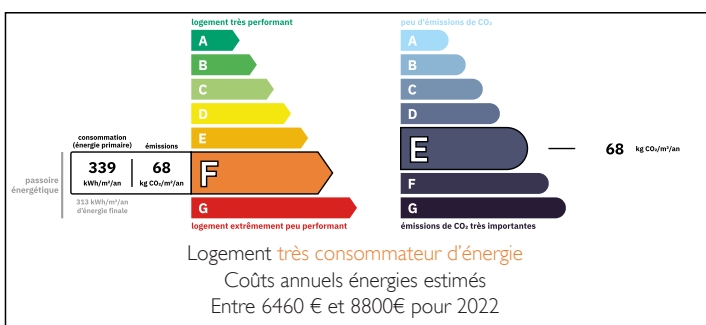 logement très performant
A
B
C
D
E
consommation
(énergie primaire)
émissions
339
kWh/m²/an
68
kg CO₂/m²/an
F
passoire
énergétique
313 kWh/m²/an
d'énergie finale
G
logement extrêmement peu performant
peu d'émissions de CO₂
A
B
C
D
E
68 kg CO₂/m²/an
F
G
émissions de CO₂ très importantes
Logement très consommateur d'énergie
Coûts annuels énergies estimés
Entre 6460 € et 8800€ pour 2022